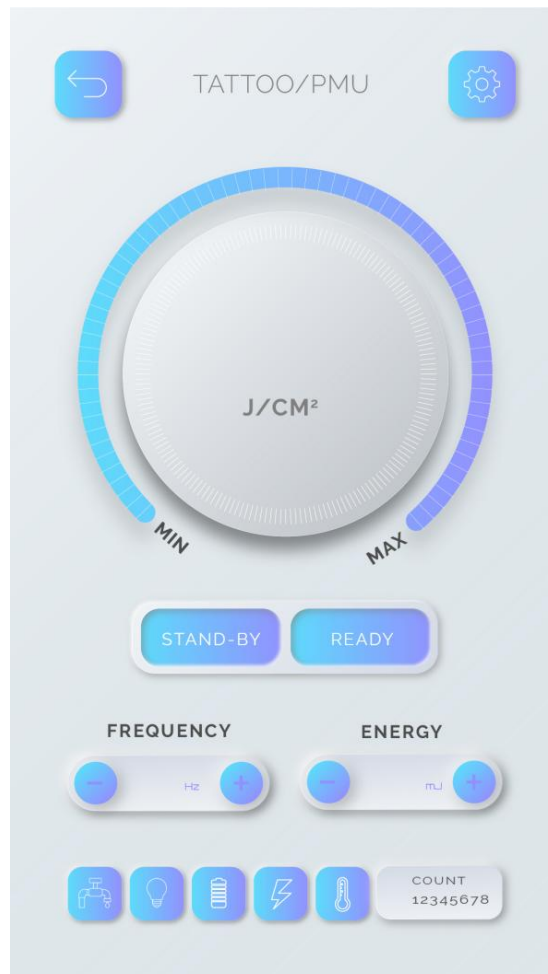 TATTOO/PMU
J/CM²
MIN
MAX
STAND-BY
READY
FREQUENCY
ENERGY
- Hz +
- mJ +
COUNT
12345678